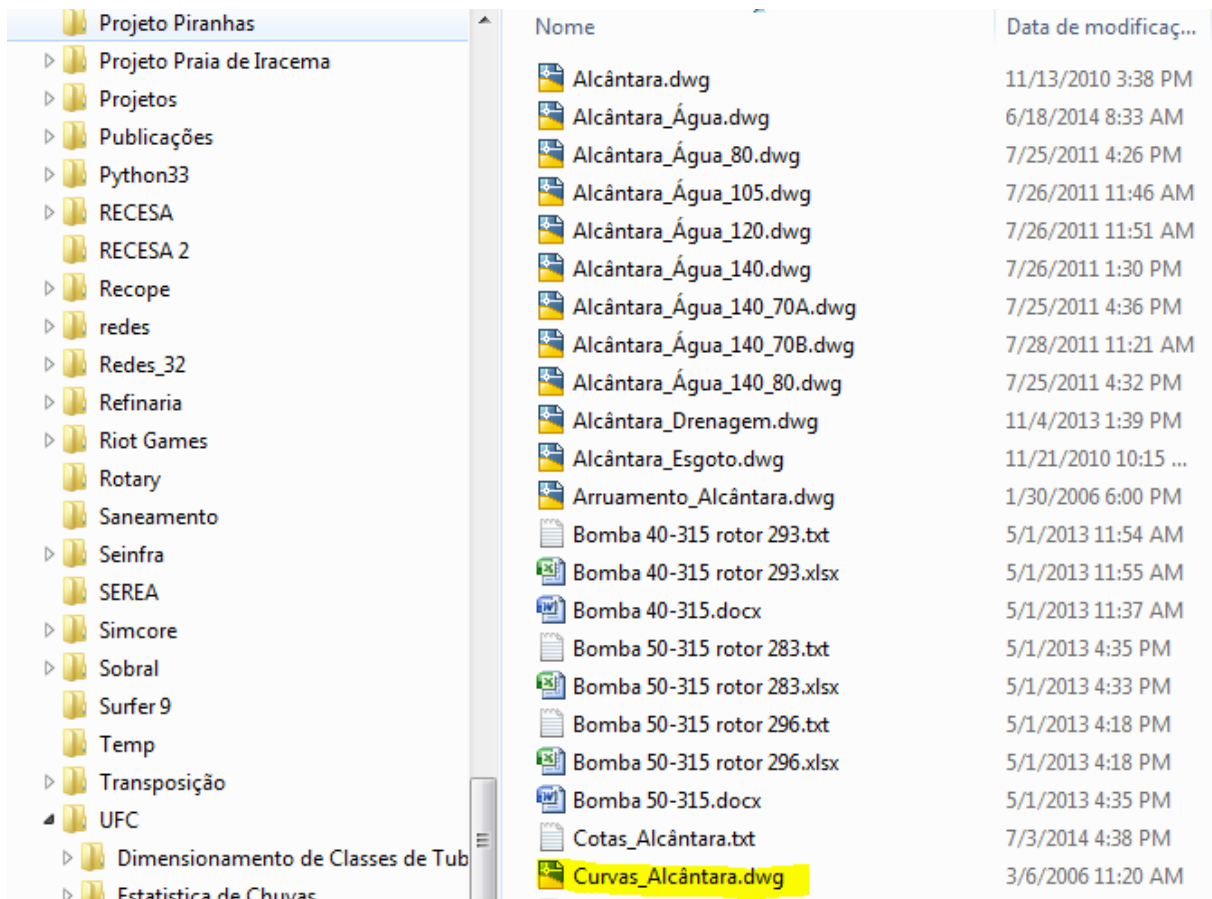 Projeto Piranhas
Projeto Praia de Iracema
Projetos
Publicações
Python33
RECESA
RECESA 2
Recope
redes
Redes_32
Refinaria
Riot Games
Rotary
Saneamento
Seinfra
SEREA
Simcore
Sobral
Surfer 9
Temp
Transposição
UFC
Dimensionamento de Classes de Tub
Estatistica de Chuvas
Nome Data de modificaç...
Alcântara.dwg 11/13/2010 3:38 PM
Alcântara_Água.dwg 6/18/2014 8:33 AM
Alcântara_Água_80.dwg 7/25/2011 4:26 PM
Alcântara_Água_105.dwg 7/26/2011 11:46 AM
Alcântara_Água_120.dwg 7/26/2011 11:51 AM
Alcântara_Água_140.dwg 7/26/2011 1:30 PM
Alcântara_Água_140_70A.dwg 7/25/2011 4:36 PM
Alcântara_Água_140_70B.dwg 7/28/2011 11:21 AM
Alcântara_Água_140_80.dwg 7/25/2011 4:32 PM
Alcântara_Drenagem.dwg 11/4/2013 1:39 PM
Alcântara_Esgoto.dwg 11/21/2010 10:15 ...
Arruamento_Alcântara.dwg 1/30/2006 6:00 PM
Bomba 40-315 rotor 293.txt 5/1/2013 11:54 AM
Bomba 40-315 rotor 293.xlsx 5/1/2013 11:55 AM
Bomba 40-315.docx 5/1/2013 11:37 AM
Bomba 50-315 rotor 283.txt 5/1/2013 4:35 PM
Bomba 50-315 rotor 283.xlsx 5/1/2013 4:33 PM
Bomba 50-315 rotor 296.txt 5/1/2013 4:18 PM
Bomba 50-315 rotor 296.xlsx 5/1/2013 4:18 PM
Bomba 50-315.docx 5/1/2013 4:35 PM
Cotas_Alcântara.txt 7/3/2014 4:38 PM
Curvas_Alcântara.dwg 3/6/2006 11:20 AM